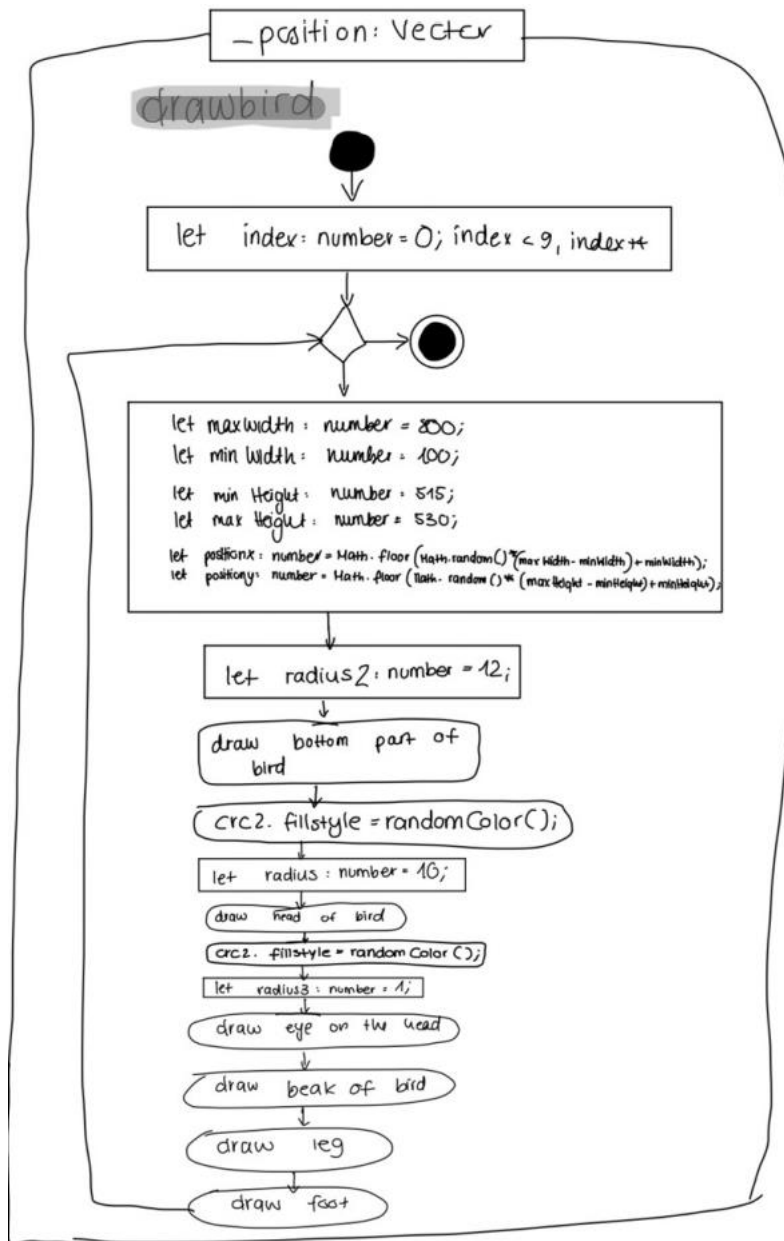 _position: Vector
drawbird
let index: number = 0; index < 9, index++
let maxWidth: number = 800;
let min Width: number = 100;
let min Height: number = 515;
let max Height: number = 530;
let positionx: number = Math.floor (Math.random() * (max Width - minWidth) + minWidth);
let positiony: number = Math.floor (Math.random() * (maxHeight - minHeight) + minHeight);
let radius2: number = 12;
draw bottom part of
bird
crc2. fillstyle = randomColor();
let radius: number = 10;
draw head of bird
crc2. fillstyle = random Color ();
let radius3: number = 1;
draw eye on the head
draw beak of bird
draw leg
draw foot